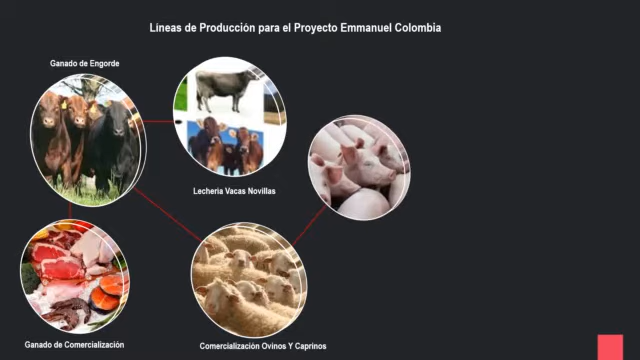 Líneas de Producción para el Proyecto Emmanuel Colombia
Ganado de Engorde
Lecheria Vacas Novillas
Ganado de Comercialización
Comercialización Ovinos Y Caprinos